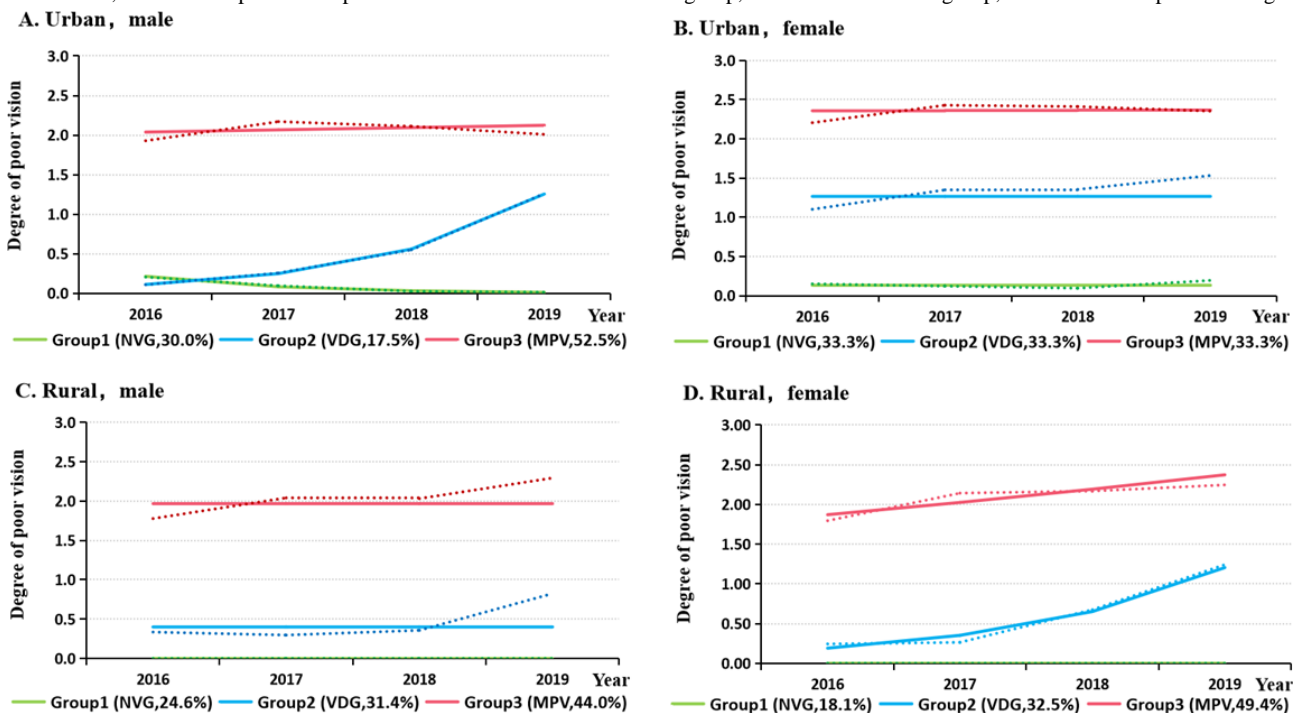 A. Urban, male
3.0
2.5
2.0
1.5
1.0
0.5
0.0
Degree of poor vision
2016 2017 2018 2019 Year
Group1 (NVG,30.0%) Group2 (VDG,17.5%) Group3 (MPV,52.5%)
B. Urban, female
3.0
2.5
2.0
1.5
1.0
0.5
0.0
Degree of poor vision
2016 2017 2018 2019 Year
Group1 (NVG,33.3%) Group2 (VDG,33.3%) Group3 (MPV,33.3%)
C. Rural, male
3.0
2.5
2.0
1.5
1.0
0.5
0.0
Degree of poor vision
2016 2017 2018 2019 Year
Group1 (NVG,24.6%) Group2 (VDG,31.4%) Group3 (MPV,44.0%)
D. Rural, female
3.00
2.50
2.00
1.50
1.00
0.50
0.00
Degree of poor vision
2016 2017 2018 2019 Year
Group1 (NVG,18.1%) Group2 (VDG,32.5%) Group3 (MPV,49.4%)